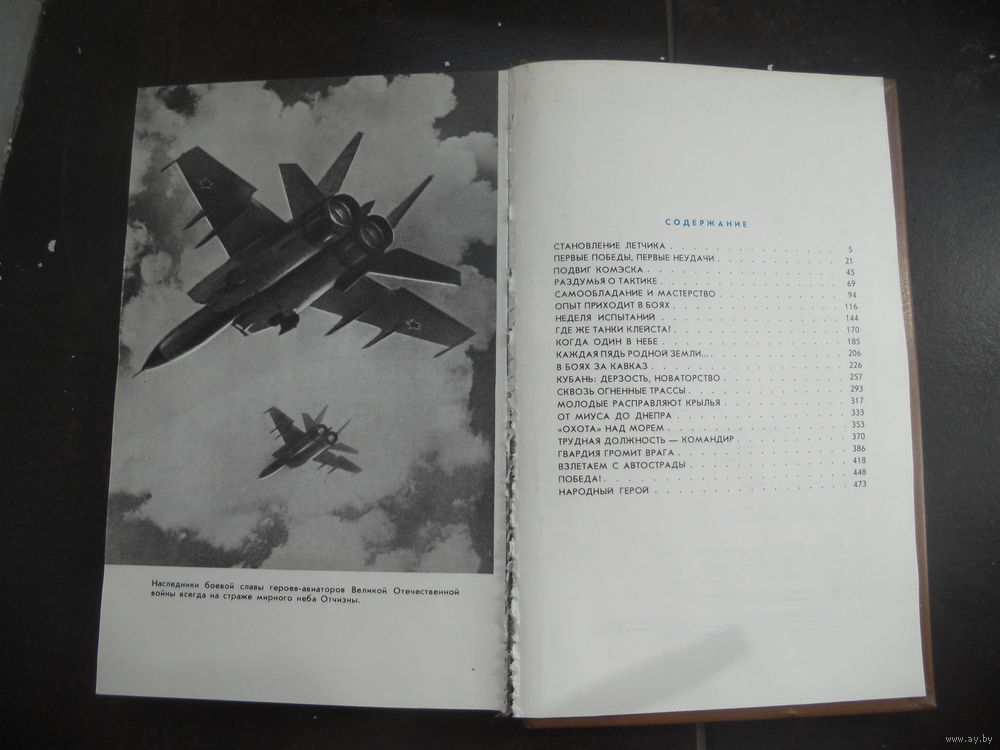 Наследники боевой славы героев-авиаторов Великой Отечественной
войны всегда на страже мирного неба Отчизны.
СОДЕРЖАНИЕ
СТАНОВЛЕНИЕ ЛЕТЧИКА . . . . . . . . . . . . 5
ПЕРВЫЕ ПОБЕДЫ, ПЕРВЫЕ НЕУДАЧИ . . . . . . . . . 21
ПОДВИГ КОМЭСКА . . . . . . . . . . . . . 45
РАЗДУМЬЯ О ТАКТИКЕ . . . . . . . . . . . . 69
САМООБЛАДАНИЕ И МАСТЕРСТВО . . . . . . . . . 94
ОПЫТ ПРИХОДИТ В БОЯХ . . . . . . . . . . . 116
НЕДЕЛЯ ИСПЫТАНИЙ . . . . . . . . . . . . 144
ГДЕ ЖЕ ТАНКИ КЛЕЙСТА? . . . . . . . . . . . 170
КОГДА ОДИН В НЕБЕ . . . . . . . . . . . . 185
КАЖДАЯ ПЯДЬ РОДНОЙ ЗЕМЛИ... . . . . . . . . . 206
В БОЯХ ЗА КАВКАЗ . . . . . . . . . . . . 226
КУБАНЬ: ДЕРЗОСТЬ, НОВАТОРСТВО . . . . . . . . . 257
СКВОЗЬ ОГНЕННЫЕ ТРАССЫ . . . . . . . . . . 293
МОЛОДЫЕ РАСПРАВЛЯЮТ КРЫЛЬЯ . . . . . . . . . 317
ОТ МИУСА ДО ДНЕПРА . . . . . . . . . . . 333
«ОХОТА» НАД МОРЕМ . . . . . . . . . . . . 353
ТРУДНАЯ ДОЛЖНОСТЬ — КОМАНДИР . . . . . . . . 370
ГВАРДИЯ ГРОМИТ ВРАГА . . . . . . . . . . . 386
ВЗЛЕТАЕМ С АВТОСТРАДЫ . . . . . . . . . . 418
ПОБЕДА! . . . . . . . . . . . . . . . 448
НАРОДНЫЙ ГЕРОЙ . . . . . . . . . . . . . 473
www.ay.by